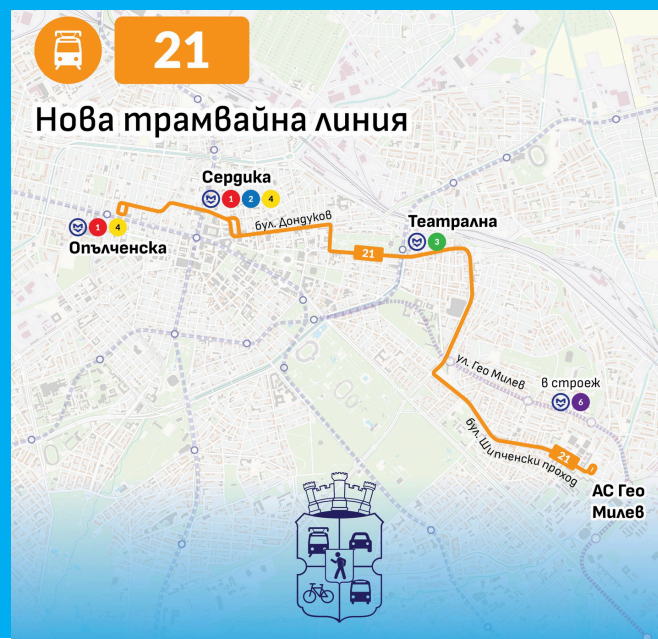 21
Нова трамвайна линия
Сердика
1 2 4
бул. Дондуков
Театрална
3
1 4
Опълченска
21
ул. Гео Милев
в строеж
6
бул. Шипченски проход
21
АС Гео
Милев